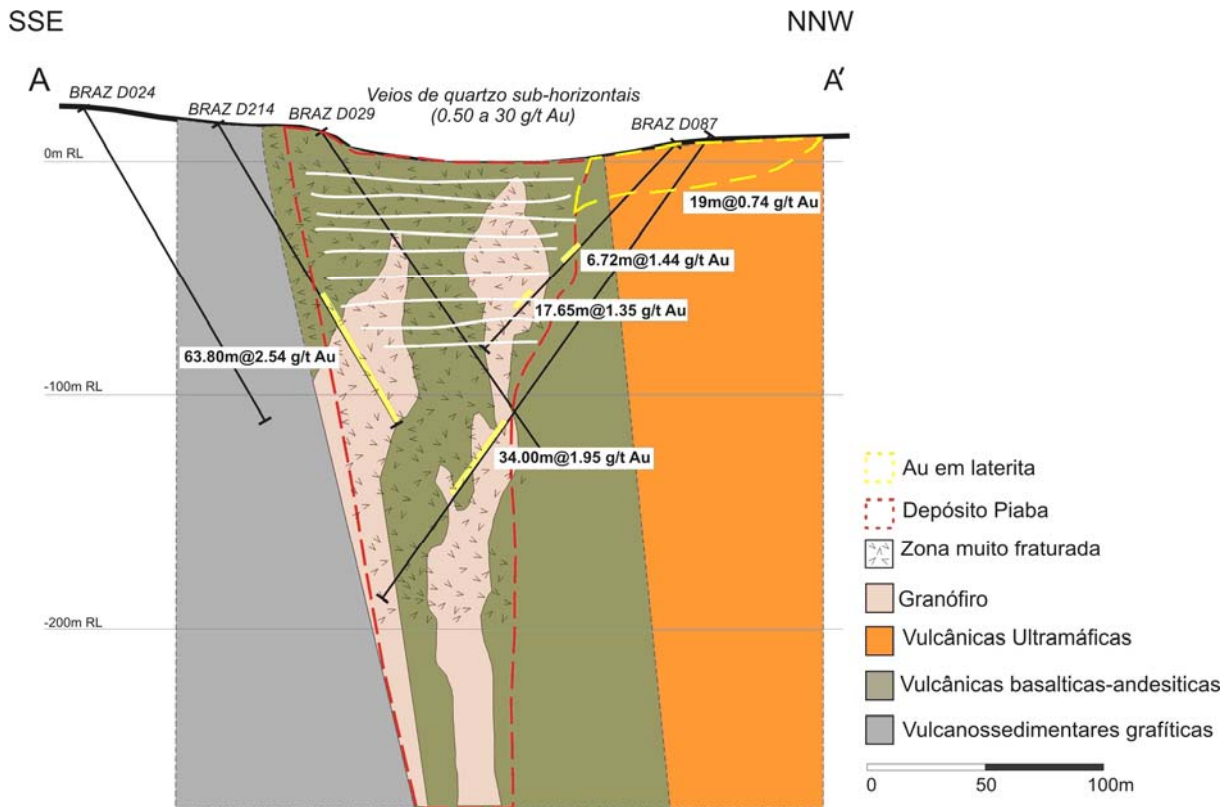 SSE
NNW
A
A'
BRAZ D024
BRAZ D214
BRAZ D029
Veios de quartzo sub-horizontais
(0.50 a 30 g/t Au)
BRAZ D087
0m RL
19m@0.74 g/t Au
6.72m@1.44 g/t Au
17.65m@1.35 g/t Au
63.80m@2.54 g/t Au
-100m RL
34.00m@1.95 g/t Au
-200m RL
Au em laterita
Depósito Piaba
Zona muito fraturada
Granófiro
Vulcânicas Ultramáficas
Vulcânicas basalticas-andesiticas
Vulcanossedimentares grafíticas
0 50 100m